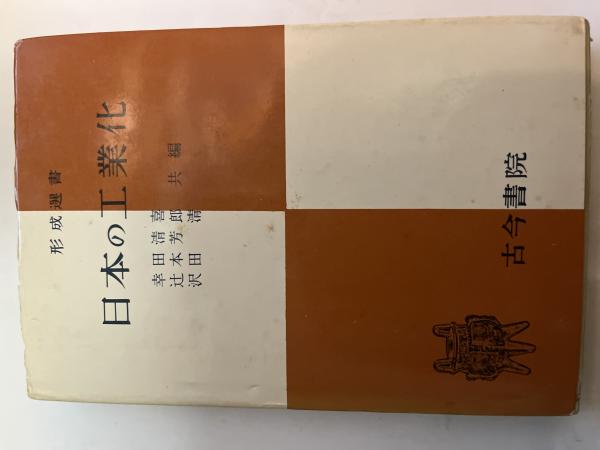 形成選書
日本の工業化
幸田清喜
辻本芳郎
沢田清
共編
古今書院